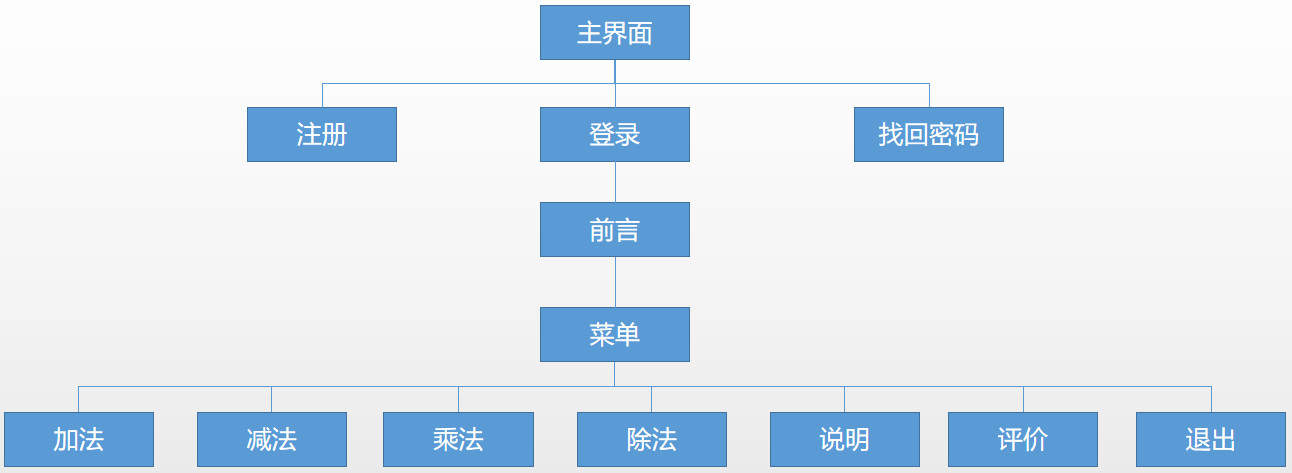 主界面
注册
登录
找回密码
前言
菜单
加法
减法
乘法
除法
说明
评价
退出